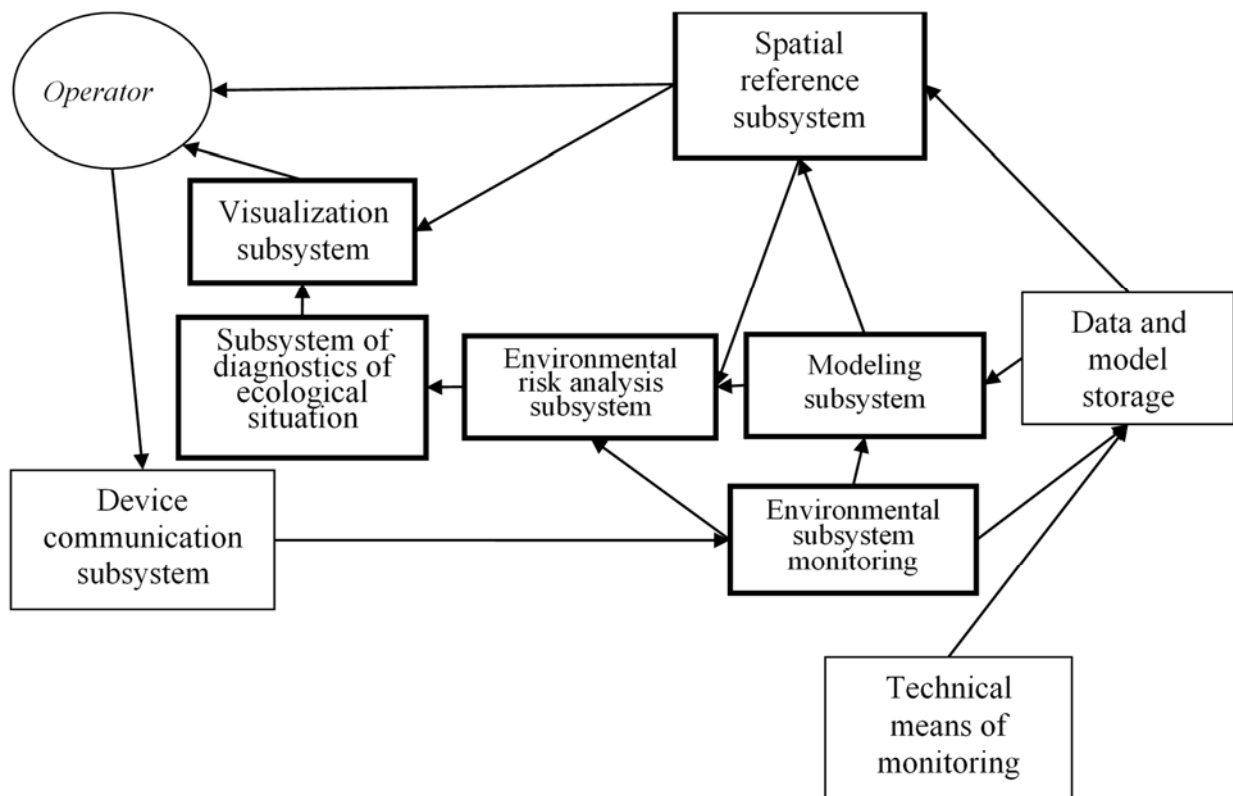 Operator
Spatial
reference
subsystem
Visualization
subsystem
Subsystem of
diagnostics of
ecological
situation
Environmental
risk analysis
subsystem
Modeling
subsystem
Data and
model
storage
Device
communication
subsystem
Environmental
subsystem
monitoring
Technical
means of
monitoring